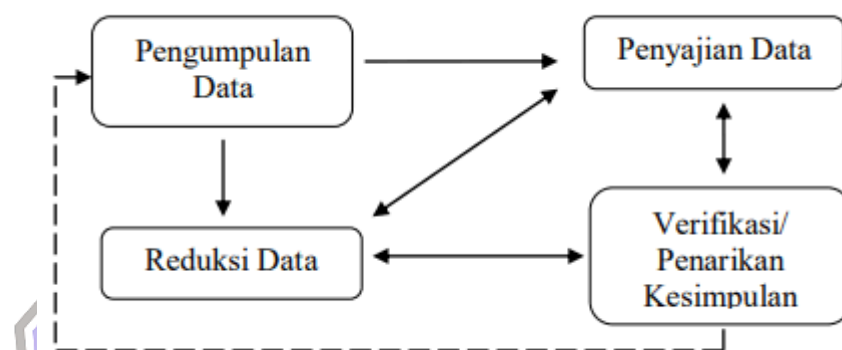 Pengumpulan
Data
Penyajian Data
Reduksi Data
Verifikasi/
Penarikan
Kesimpulan